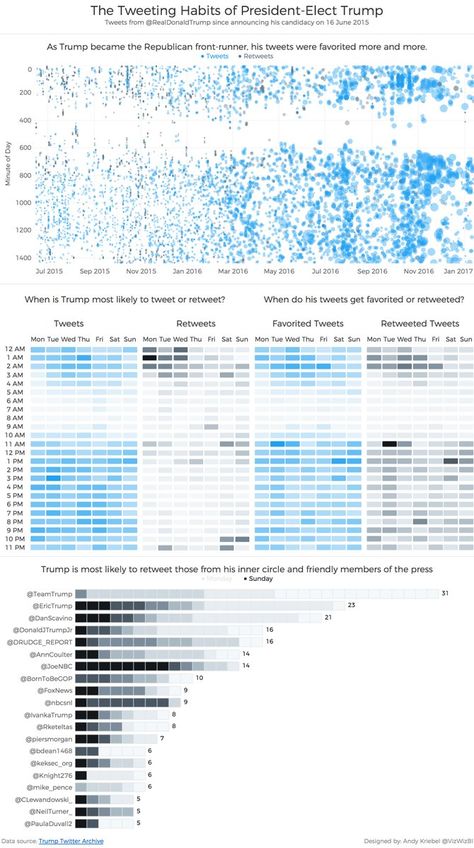 The Tweeting Habits of President-Elect Trump
Tweets from @RealDonaldTrump since announcing his candidacy on 16 June 2015
As Trump became the Republican front-runner, his tweets were favorited more and more.
Tweets Retweets
Minute of Day
0
200
400
600
800
1000
1200
1400
Jul 2015 Sep 2015 Nov 2015 Jan 2016 Mar 2016 May 2016 Jul 2016 Sep 2016 Nov 2016 Jan 2017
When is Trump most likely to tweet or retweet? When do his tweets get favorited or retweeted?
Tweets Retweets Favorited Tweets Retweeted Tweets
Mon Tue Wed Thu Fri Sat Sun Mon Tue Wed Thu Fri Sat Sun Mon Tue Wed Thu Fri Sat Sun Mon Tue Wed Thu Fri Sat Sun
12 AM
1 AM
2 AM
3 AM
4 AM
5 AM
6 AM
7 AM
8 AM
9 AM
10 AM
11 AM
12 PM
1 PM
2 PM
3 PM
4 PM
5 PM
6 PM
7 PM
8 PM
9 PM
10 PM
11 PM
Trump is most likely to retweet those from his inner circle and friendly members of the press
Monday Sunday
@TeamTrump 31
@EricTrump 23
@DanScavino 21
@DonaldJTrumpJr 16
@DRUDGE_REPORT 16
@AnnCoulter 14
@JoeNBC 14
@BornToBeGOP 10
@FoxNews 9
@nbcsnl 9
@IvankaTrump 8
@Rketeltas 8
@piersmorgan 7
@bdean1468 6
@keksec_org 6
@Knight276 6
@mike_pence 6
@CLewandowski_ 5
@NeilTurner_ 5
@PaulaDuvall2 5
Data source: Trump Twitter Archive Designed by: Andy Kriebel @VizWizBI